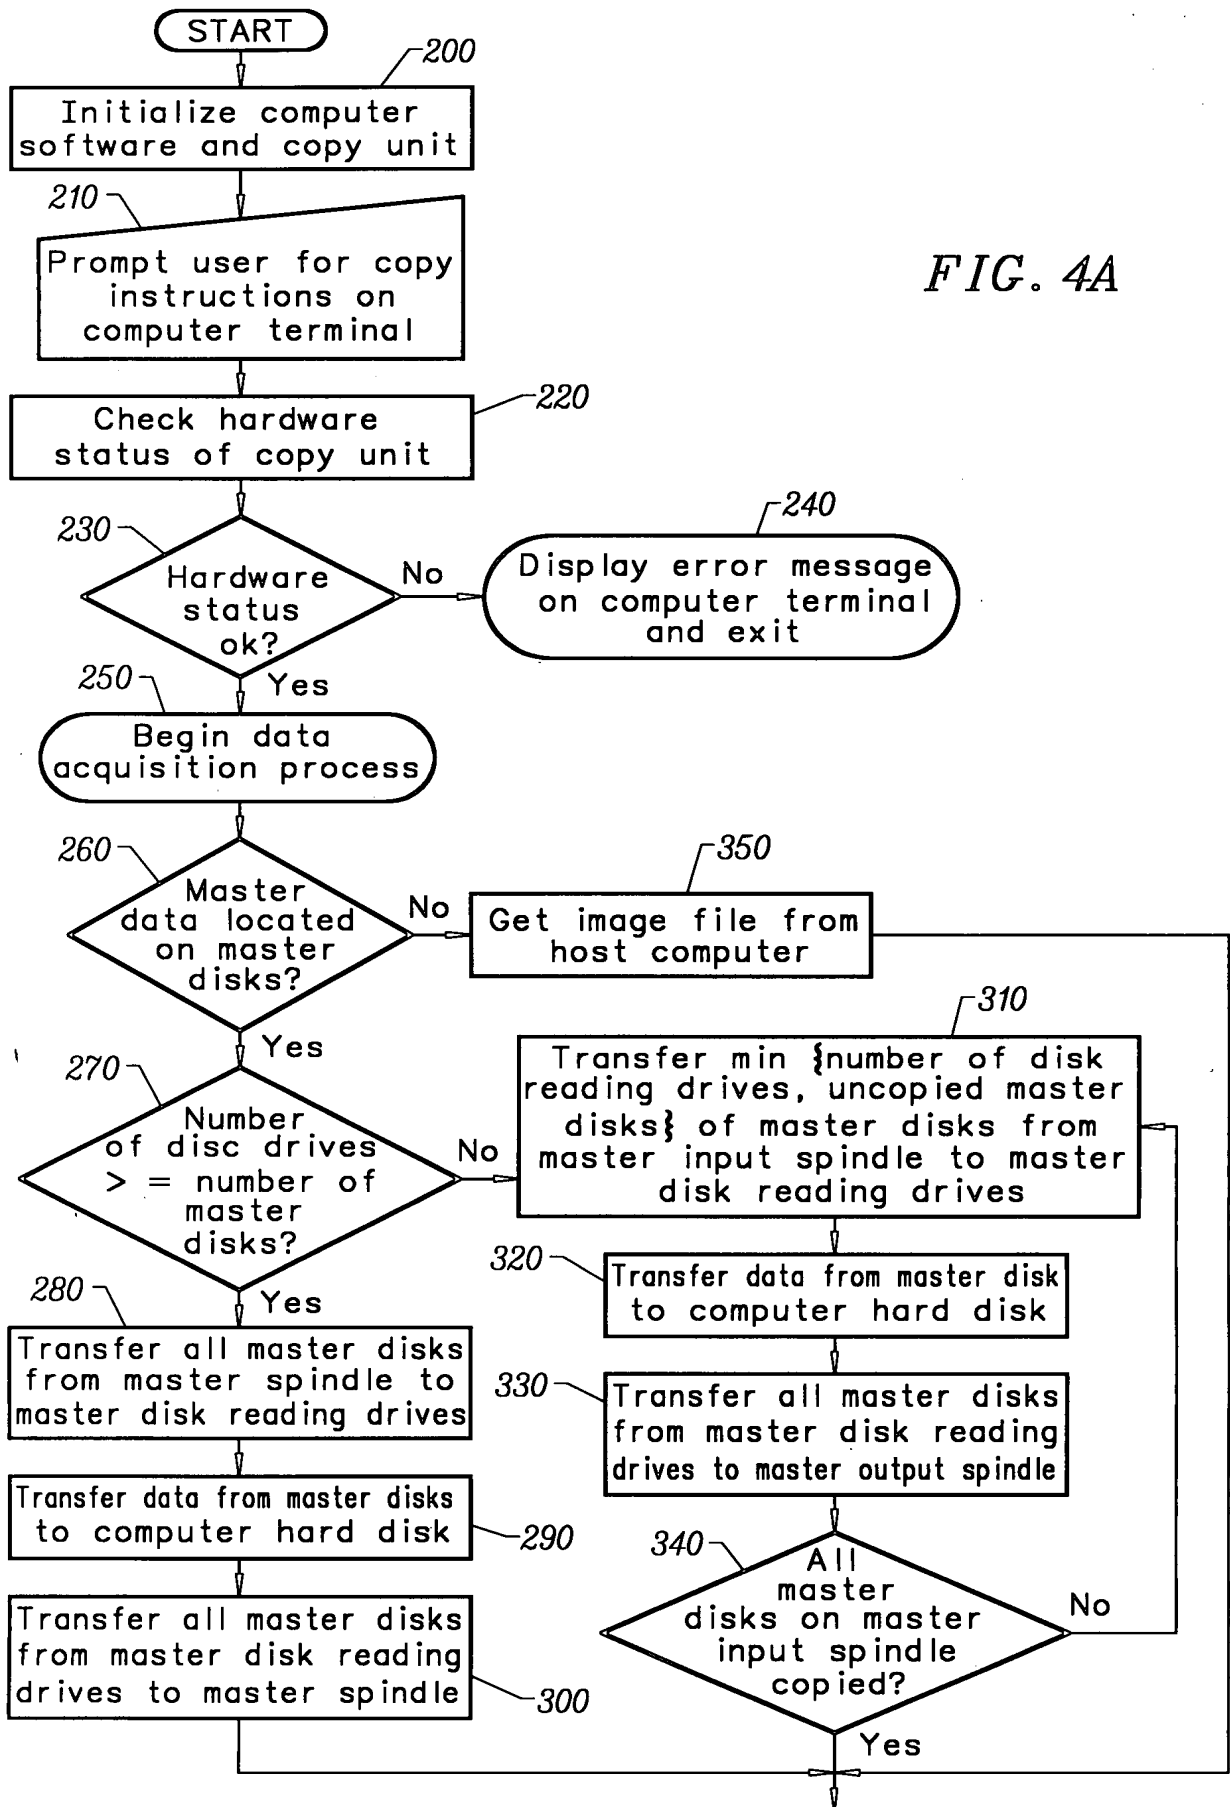 START
200
Initialize computer
software and copy unit
210
Prompt user for copy
instructions on
computer terminal
FIG. 4A
220
Check hardware
status of copy unit
230
Hardware
status
ok?
No
240
Display error message
on computer terminal
and exit
Yes
250
Begin data
acquisition process
260
Master
data located
on master
disks?
No
350
Get image file from
host computer
Yes
270
Number
of disc drives
> = number of
master
disks?
No
310
Transfer min {number of disk
reading drives, uncopied master
disks} of master disks from
master input spindle to master
disk reading drives
320
Transfer data from master disk
to computer hard disk
330
Transfer all master disks
from master disk reading
drives to master output spindle
340
All
master
disks on master
input spindle
copied?
No
Yes
Yes
280
Transfer all master disks
from master spindle to
master disk reading drives
Transfer data from master disks
to computer hard disk
290
Transfer all master disks
from master disk reading
drives to master spindle
300